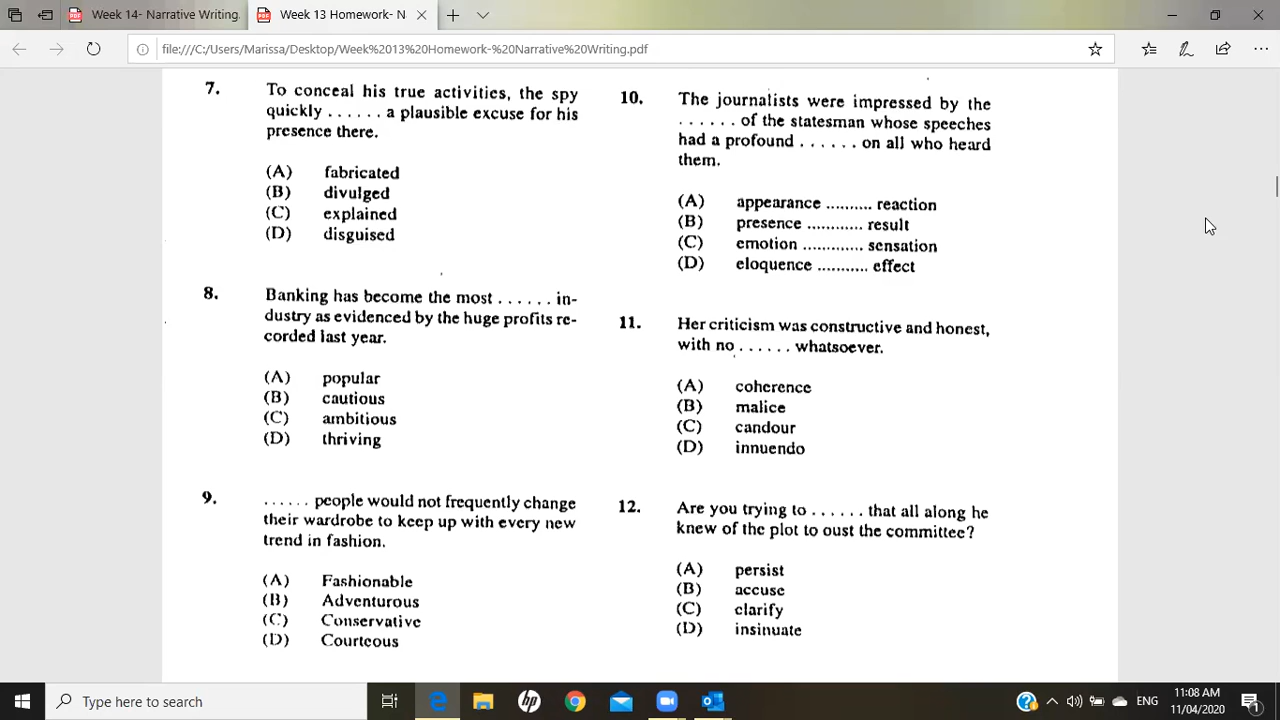 Week 14- Narrative Writing.
Week 13 Homework- N
file:///C:/Users/Marissa/Desktop/Week%2013%20Homework-%20Narrative%20Writing.pdf
7. To conceal his true activities, the spy
quickly . . . . . . a plausible excuse for his
presence there.
(A) fabricated
(B) divulged
(C) explained
(D) disguised
8. Banking has become the most . . . . . . in-
dustry as evidenced by the huge profits re-
corded last year.
(A) popular
(B) cautious
(C) ambitious
(D) thriving
9. . . . . . . people would not frequently change
their wardrobe to keep up with every new
trend in fashion.
(A) Fashionable
(B) Adventurous
(C) Conservative
(D) Courteous
10. The journalists were impressed by the
. . . . . . of the statesman whose speeches
had a profound . . . . . . on all who heard
them.
(A) appearance .......... reaction
(B) presence ............ result
(C) emotion ............. sensation
(D) eloquence ........... effect
11. Her criticism was constructive and honest,
with no . . . . . . whatsoever.
(A) coherence
(B) malice
(C) candour
(D) innuendo
12. Are you trying to . . . . . . that all along he
knew of the plot to oust the committee?
(A) persist
(B) accuse
(C) clarify
(D) insinuate
Type here to search
hp
ENG
11:08 AM
11/04/2020
1